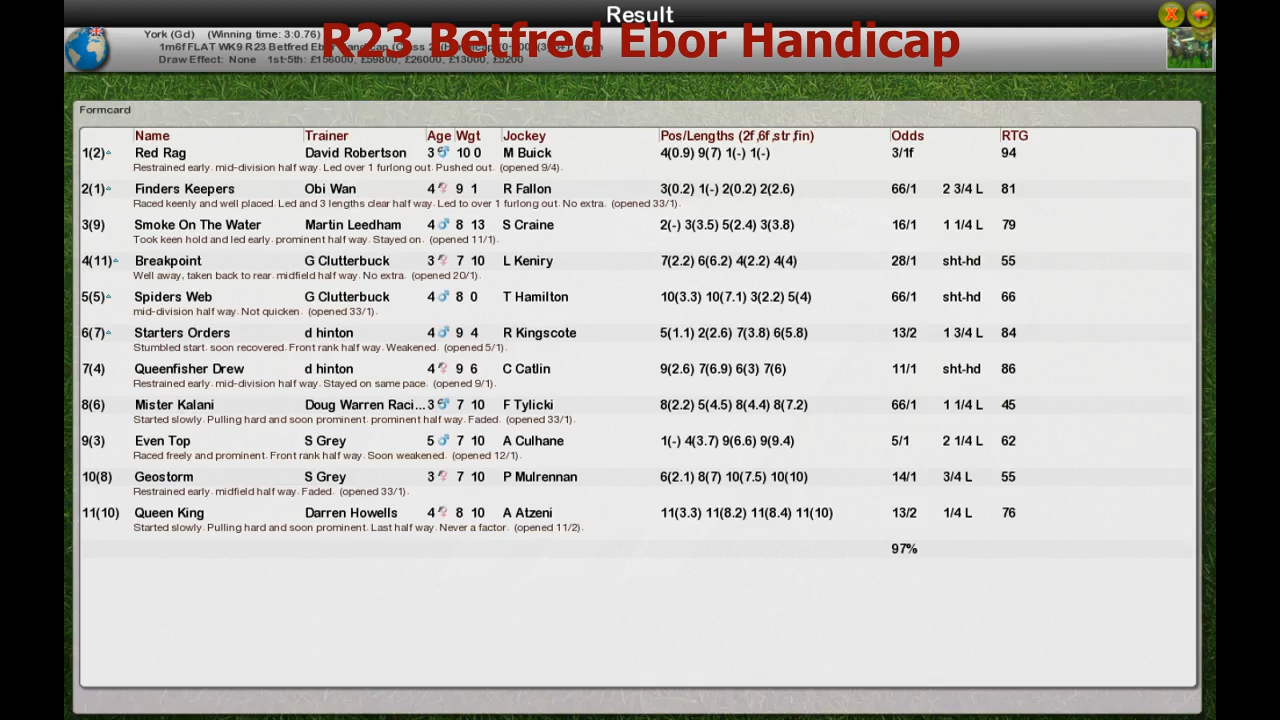 Result
R23 Betfred Ebor Handicap
York (Gd) (Winning time: 3:0.76)
1m6f FLAT WK9 R23 Betfred Ebor
Draw Effect: None 1st-5th: £156000, £59800, £26000, £13000, £5200
Formcard
Name Trainer Age Wgt Jockey Pos/Lengths (2f,6f,str,fin) Odds RTG
1(2) Red Rag David Robertson 3 10 0 M Buick 4(0.9) 9(7) 1(-) 1(-) 3/1f 94
Restrained early. mid-division half way. Led over 1 furlong out. Pushed out. (opened 9/4).
2(1) Finders Keepers Obi Wan 4 9 1 R Fallon 3(0.2) 1(-) 2(0.2) 2(2.6) 66/1 2 3/4 L 81
Raced keenly and well placed. Led and 3 lengths clear half way. Led to over 1 furlong out. No extra. (opened 33/1).
3(9) Smoke On The Water Martin Leedham 4 8 13 S Craine 2(-) 3(3.5) 5(2.4) 3(3.8) 16/1 1 1/4 L 79
Took keen hold and led early. prominent half way. Stayed on. (opened 11/1).
4(11) Breakpoint G Clutterbuck 3 7 10 L Keniry 7(2.2) 6(6.2) 4(2.2) 4(4) 28/1 sht-hd 55
Well away, taken back to rear. midfield half way. No extra. (opened 20/1).
5(5) Spiders Web G Clutterbuck 4 8 0 T Hamilton 10(3.3) 10(7.1) 3(2.2) 5(4) 66/1 sht-hd 66
mid-division half way. Not quicken. (opened 33/1).
6(7) Starters Orders d hinton 4 9 4 R Kingscote 5(1.1) 2(2.6) 7(3.8) 6(5.8) 13/2 1 3/4 L 84
Stumbled start. soon recovered. Front rank half way. Weakened. (opened 5/1).
7(4) Queenfisher Drew d hinton 4 9 6 C Catlin 9(2.6) 7(6.9) 6(3) 7(6) 11/1 sht-hd 86
Restrained early. mid-division half way. Stayed on same pace. (opened 9/1).
8(6) Mister Kalani Doug Warren Raci... 3 7 10 F Tylicki 8(2.2) 5(4.5) 8(4.4) 8(7.2) 66/1 1 1/4 L 45
Started slowly. Pulling hard and soon prominent. prominent half way. Faded. (opened 33/1).
9(3) Even Top S Grey 5 7 10 A Culhane 1(-) 4(3.7) 9(6.6) 9(9.4) 5/1 2 1/4 L 62
Raced freely and prominent. Front rank half way. Soon weakened. (opened 12/1).
10(8) Geostorm S Grey 3 7 10 P Mulrennan 6(2.1) 8(7) 10(7.5) 10(10) 14/1 3/4 L 55
Restrained early. midfield half way. Faded. (opened 33/1).
11(10) Queen King Darren Howells 4 8 10 A Atzeni 11(3.3) 11(8.2) 11(8.4) 11(10) 13/2 1/4 L 76
Started slowly. Pulling hard and soon prominent. Last half way. Never a factor. (opened 11/2).
97%